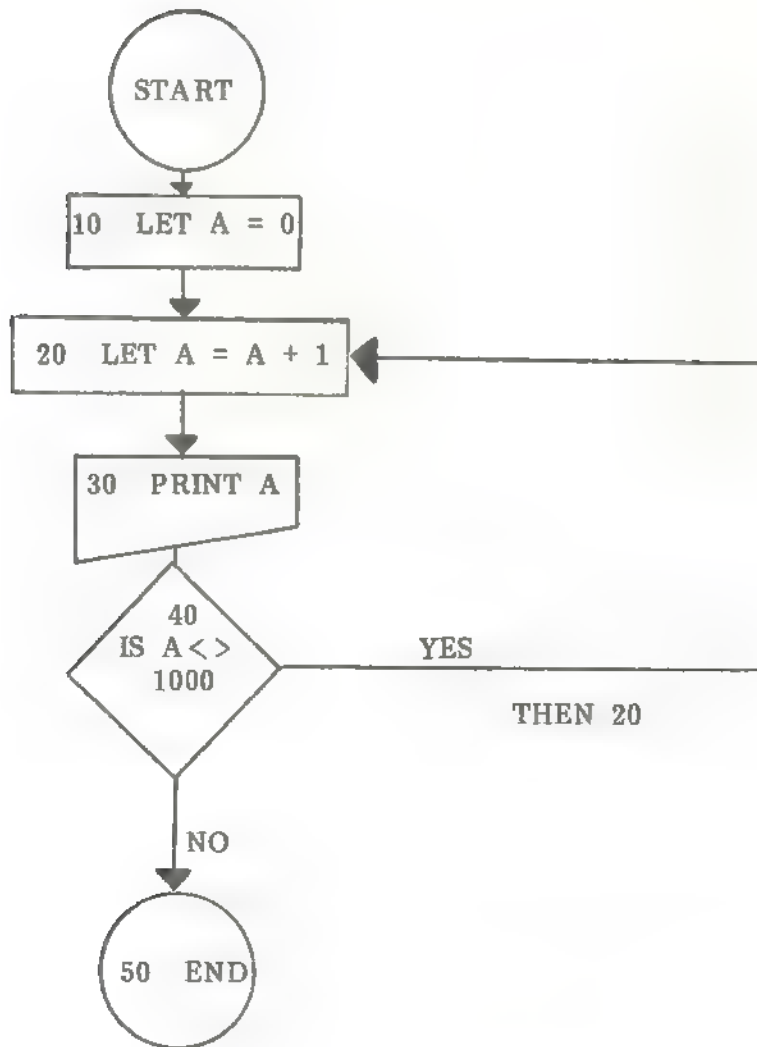 START
10 LET A = 0
20 LET A = A + 1
30 PRINT A
40
IS A<>
1000
YES
THEN 20
NO
50 END